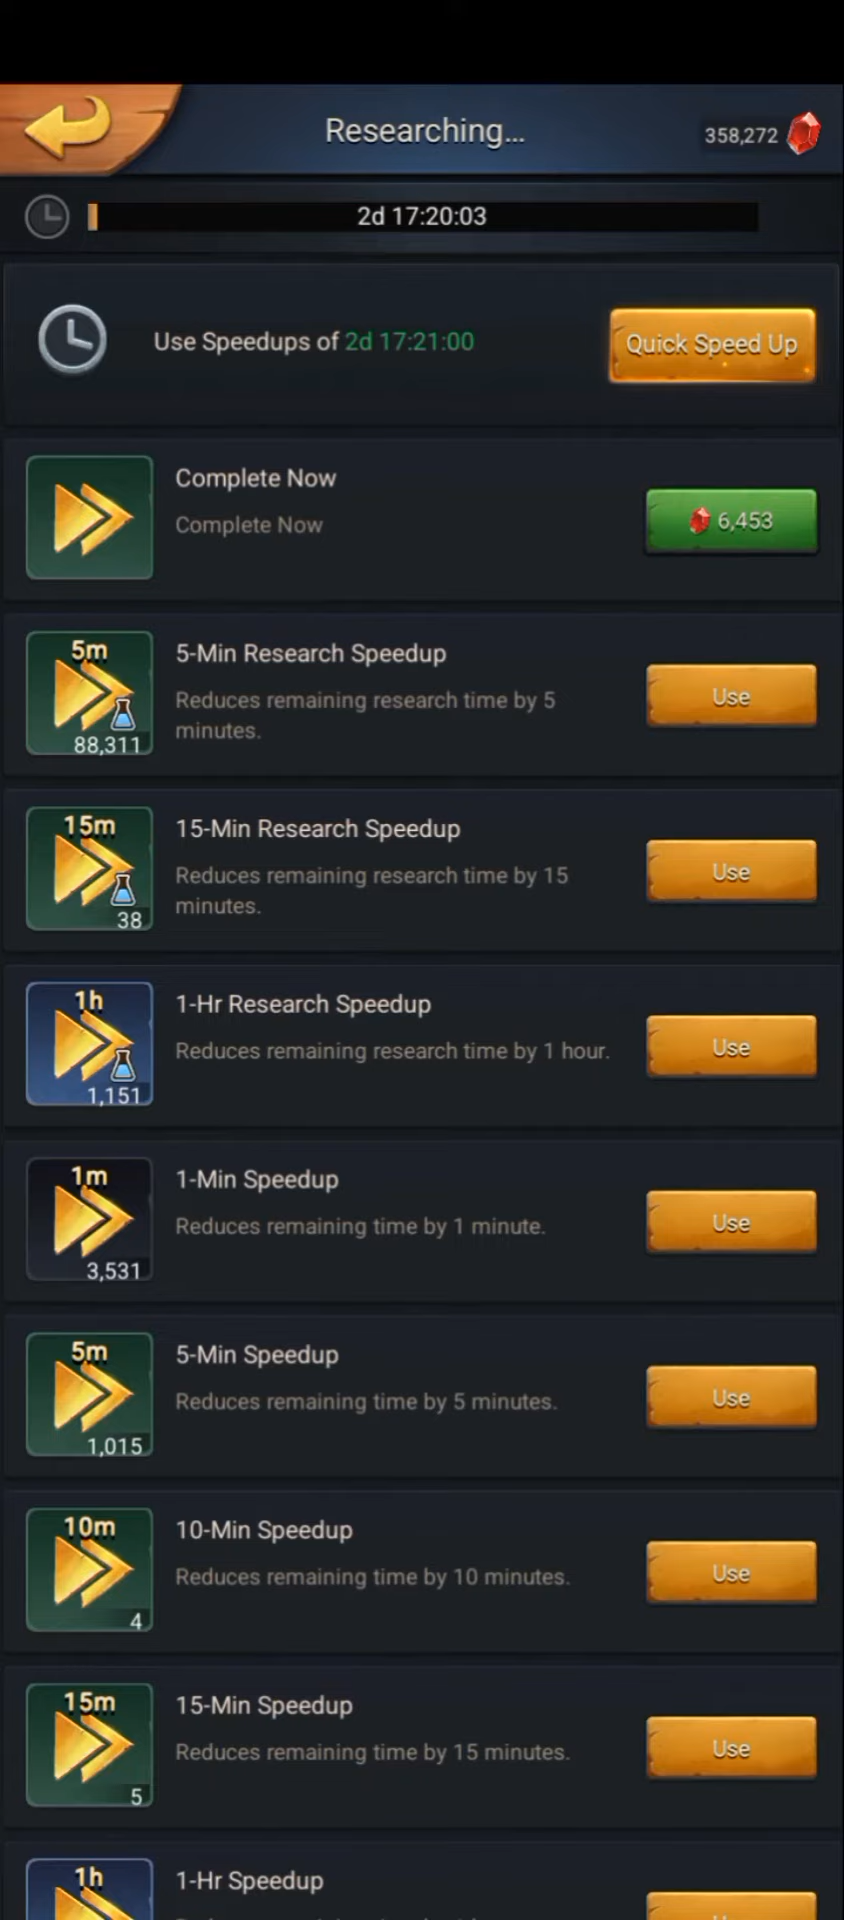 Researching...
358,272
2d 17:20:03
Use Speedups of 2d 17:21:00
Quick Speed Up
Complete Now
Complete Now
6,453
5m
88,311
5-Min Research Speedup
Reduces remaining research time by 5
minutes.
Use
15m
38
15-Min Research Speedup
Reduces remaining research time by 15
minutes.
Use
1h
1,151
1-Hr Research Speedup
Reduces remaining research time by 1 hour.
Use
1m
3,531
1-Min Speedup
Reduces remaining time by 1 minute.
Use
5m
1,015
5-Min Speedup
Reduces remaining time by 5 minutes.
Use
10m
4
10-Min Speedup
Reduces remaining time by 10 minutes.
Use
15m
5
15-Min Speedup
Reduces remaining time by 15 minutes.
Use
1h
1-Hr Speedup